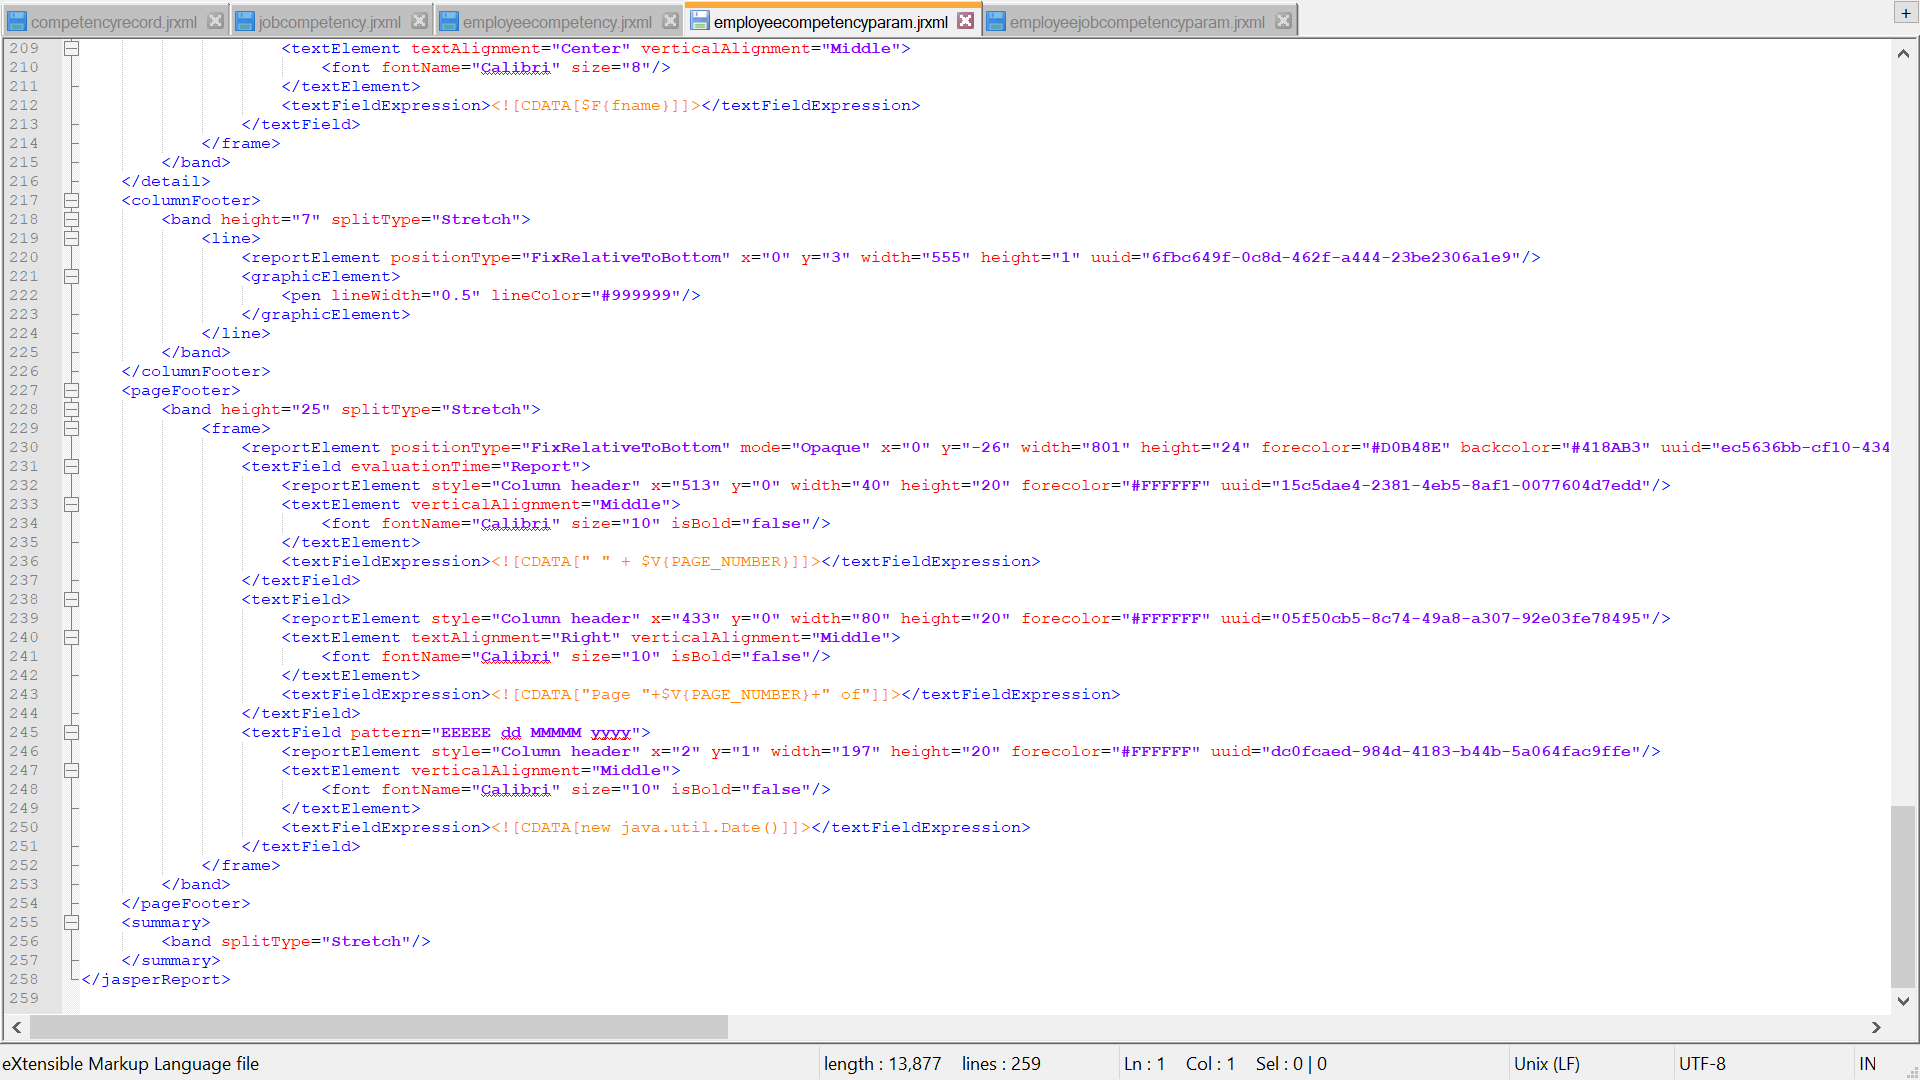 competencyrecord.jrxml jobcompetency.jrxml employeecompetency.jrxml employeecompetencyparam.jrxml employeejobcompetencyparam.jrxml +
209 <textElement textAlignment="Center" verticalAlignment="Middle">
210 <font fontName="Calibri" size="8"/>
211 </textElement>
212 <textFieldExpression><![CDATA[$F{fname}]]></textFieldExpression>
213 </textField>
214 </frame>
215 </band>
216 </detail>
217 <columnFooter>
218 <band height="7" splitType="Stretch">
219 <line>
220 <reportElement positionType="FixRelativeToBottom" x="0" y="3" width="555" height="1" uuid="6fbc649f-0c8d-462f-a444-23be2306a1e9"/>
221 <graphicElement>
222 <pen lineWidth="0.5" lineColor="#999999"/>
223 </graphicElement>
224 </line>
225 </band>
226 </columnFooter>
227 <pageFooter>
228 <band height="25" splitType="Stretch">
229 <frame>
230 <reportElement positionType="FixRelativeToBottom" mode="Opaque" x="0" y="-26" width="801" height="24" forecolor="#D0B48E" backcolor="#418AB3" uuid="ec5636bb-cf10-434
231 <textField evaluationTime="Report">
232 <reportElement style="Column header" x="513" y="0" width="40" height="20" forecolor="#FFFFFF" uuid="15c5dae4-2381-4eb5-8af1-0077604d7edd"/>
233 <textElement verticalAlignment="Middle">
234 <font fontName="Calibri" size="10" isBold="false"/>
235 </textElement>
236 <textFieldExpression><![CDATA[" " + $V{PAGE_NUMBER}]]></textFieldExpression>
237 </textField>
238 <textField>
239 <reportElement style="Column header" x="433" y="0" width="80" height="20" forecolor="#FFFFFF" uuid="05f50cb5-8c74-49a8-a307-92e03fe78495"/>
240 <textElement textAlignment="Right" verticalAlignment="Middle">
241 <font fontName="Calibri" size="10" isBold="false"/>
242 </textElement>
243 <textFieldExpression><![CDATA["Page "+$V{PAGE_NUMBER}+" of"]]></textFieldExpression>
244 </textField>
245 <textField pattern="EEEEE dd MMMMM yyyy">
246 <reportElement style="Column header" x="2" y="1" width="197" height="20" forecolor="#FFFFFF" uuid="dc0fcaed-984d-4183-b44b-5a064fac9ffe"/>
247 <textElement verticalAlignment="Middle">
248 <font fontName="Calibri" size="10" isBold="false"/>
249 </textElement>
250 <textFieldExpression><![CDATA[new java.util.Date()]]></textFieldExpression>
251 </textField>
252 </frame>
253 </band>
254 </pageFooter>
255 <summary>
256 <band splitType="Stretch"/>
257 </summary>
258 </jasperReport>
259
eXtensible Markup Language file length : 13,877 lines : 259 Ln : 1 Col : 1 Sel : 0 | 0 Unix (LF) UTF-8 IN